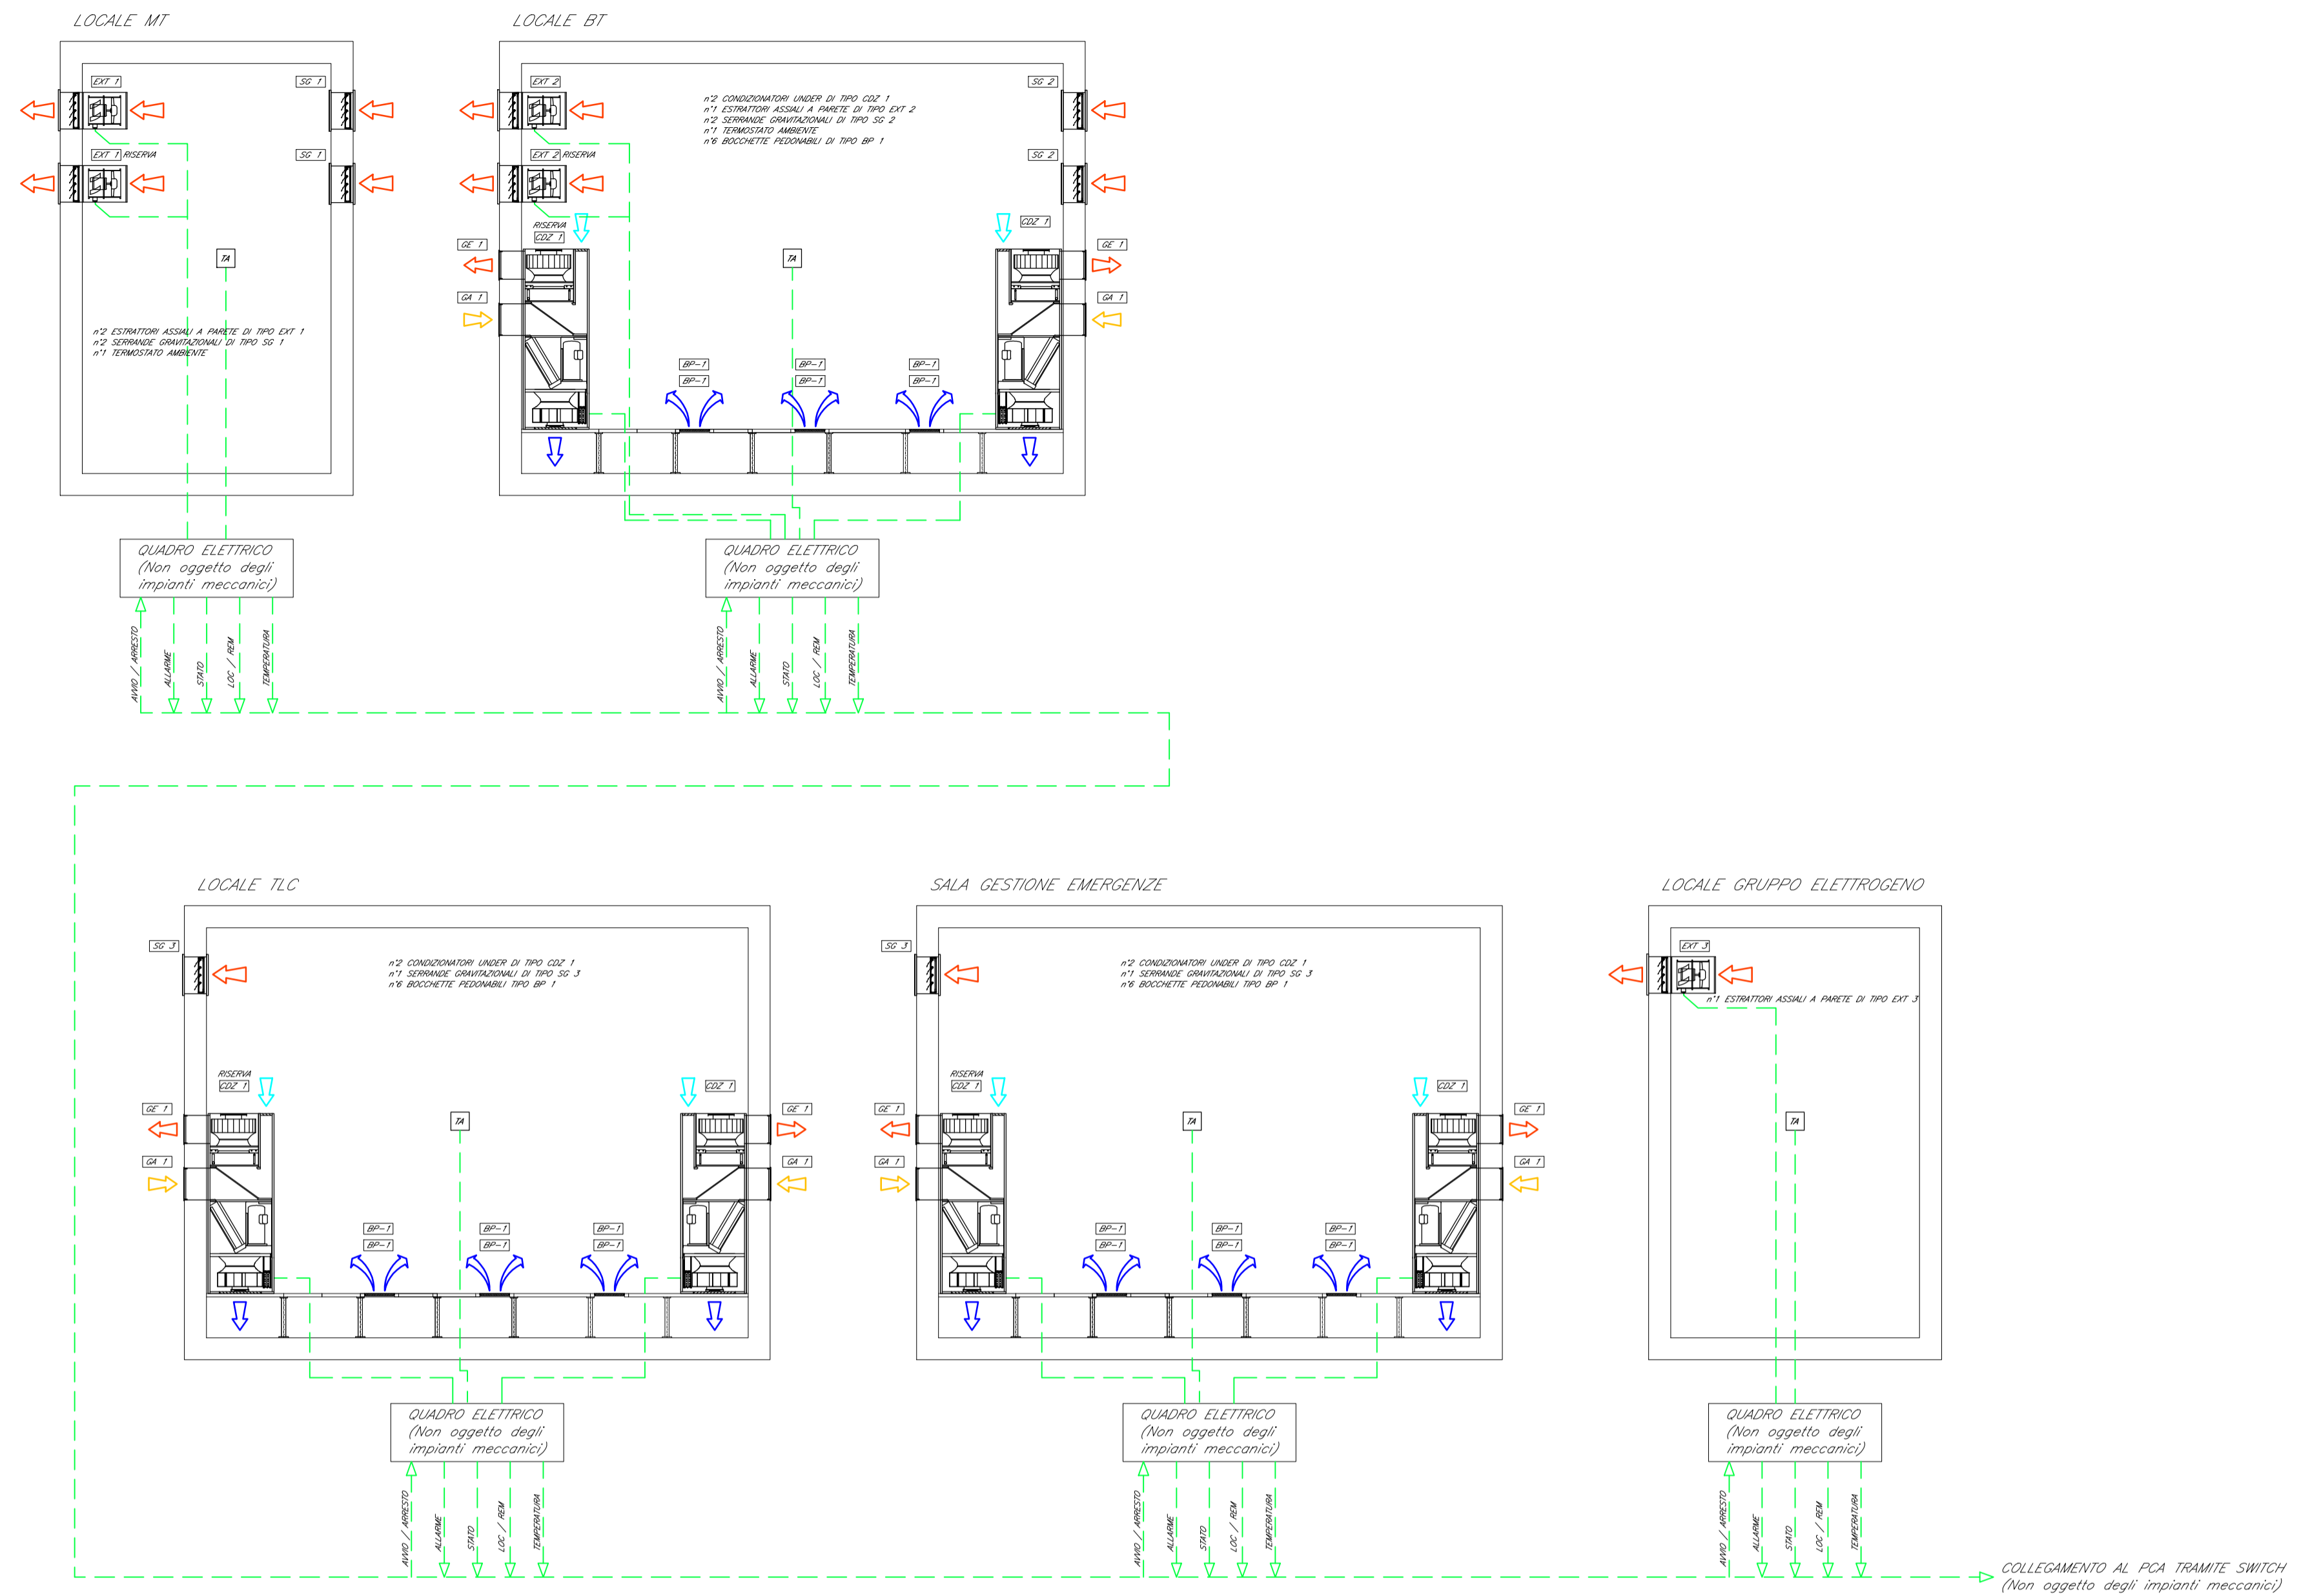 LOCALE MT
EXT 1
SG 1
EXT 1 RISERVA
SG 1
TA
n°2 ESTRATTORI ASSIALI A PARETE DI TIPO EXT 1
n°2 SERRANDE GRAVITAZIONALI DI TIPO SG 1
n°1 TERMOSTATO AMBIENTE
QUADRO ELETTRICO
(Non oggetto degli
impianti meccanici)
AVVIO / ARRESTO
ALLARME
STATO
LOC / REM
TEMPERATURA
LOCALE BT
EXT 2
SG 2
n°2 CONDIZIONATORI UNDER DI TIPO CDZ 1
n°1 ESTRATTORI ASSIALI A PARETE DI TIPO EXT 2
n°2 SERRANDE GRAVITAZIONALI DI TIPO SG 2
n°1 TERMOSTATO AMBIENTE
n°6 BOCCHETTE PEDONABILI DI TIPO BP 1
EXT 2 RISERVA
SG 2
RISERVA
CDZ 1
CDZ 1
GE 1
GE 1
TA
GA 1
GA 1
BP-1
BP-1
BP-1
BP-1
BP-1
BP-1
QUADRO ELETTRICO
(Non oggetto degli
impianti meccanici)
AVVIO / ARRESTO
ALLARME
STATO
LOC / REM
TEMPERATURA
LOCALE TLC
SG 3
n°2 CONDIZIONATORI UNDER DI TIPO CDZ 1
n°1 SERRANDE GRAVITAZIONALI DI TIPO SG 3
n°6 BOCCHETTE PEDONABILI TIPO BP 1
RISERVA
CDZ 1
CDZ 1
GE 1
GE 1
TA
GA 1
GA 1
BP-1
BP-1
BP-1
BP-1
BP-1
BP-1
QUADRO ELETTRICO
(Non oggetto degli
impianti meccanici)
AVVIO / ARRESTO
ALLARME
STATO
LOC / REM
TEMPERATURA
SALA GESTIONE EMERGENZE
SG 3
n°2 CONDIZIONATORI UNDER DI TIPO CDZ 1
n°1 SERRANDE GRAVITAZIONALI DI TIPO SG 3
n°6 BOCCHETTE PEDONABILI TIPO BP 1
RISERVA
CDZ 1
CDZ 1
GE 1
GE 1
TA
GA 1
GA 1
BP-1
BP-1
BP-1
BP-1
BP-1
BP-1
QUADRO ELETTRICO
(Non oggetto degli
impianti meccanici)
AVVIO / ARRESTO
ALLARME
STATO
LOC / REM
TEMPERATURA
LOCALE GRUPPO ELETTROGENO
EXT 3
n°1 ESTRATTORI ASSIALI A PARETE DI TIPO EXT 3
TA
QUADRO ELETTRICO
(Non oggetto degli
impianti meccanici)
AVVIO / ARRESTO
ALLARME
STATO
LOC / REM
TEMPERATURA
COLLEGAMENTO AL PCA TRAMITE SWITCH
(Non oggetto degli impianti mecccanici)